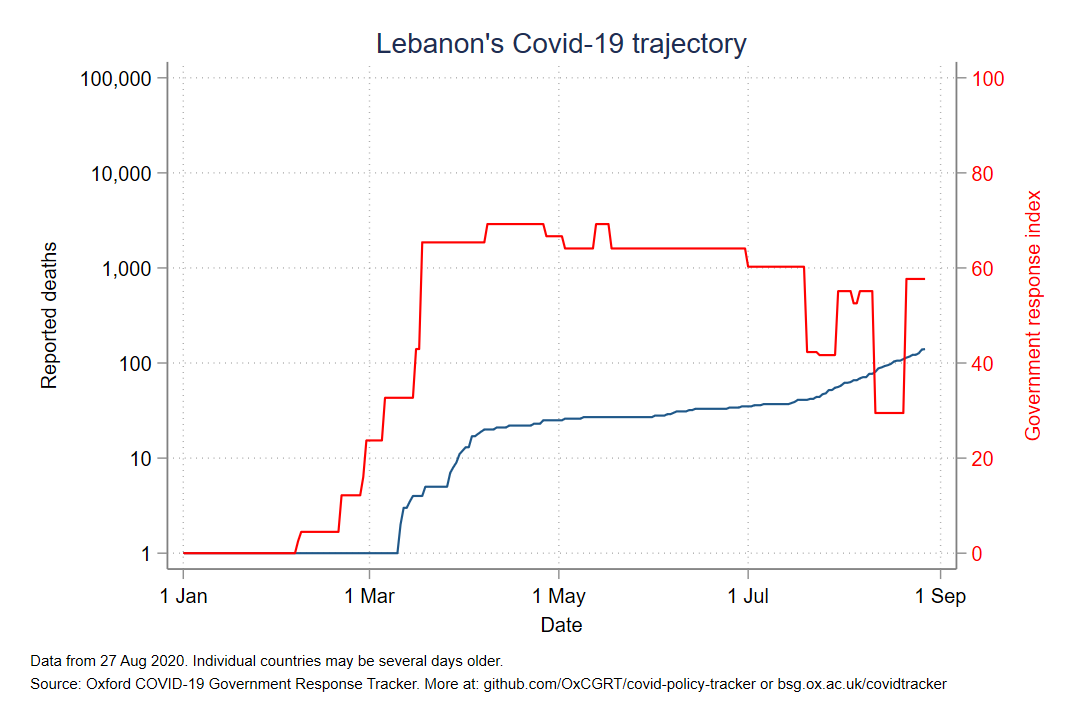 Lebanon's Covid-19 trajectory
100,000
10,000
1,000
100
10
1
Reported deaths
100
80
60
40
20
0
Government response index
1 Jan 1 Mar 1 May 1 Jul 1 Sep
Date
Data from 27 Aug 2020. Individual countries may be several days older.
Source: Oxford COVID-19 Government Response Tracker. More at: github.com/OxCGRT/covid-policy-tracker or bsg.ox.ac.uk/covidtracker